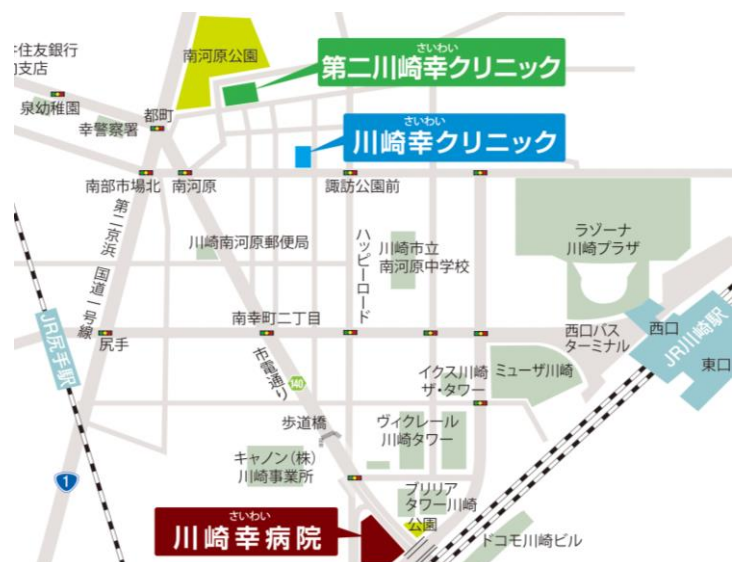 住友銀行
支店
泉幼稚園
幸警察署
都町
南河原公園
さいわい
第二川崎幸クリニック
さいわい
川崎幸クリニック
南部市場北
南河原
諏訪公園前
第二京浜 国道一号線
川崎南河原郵便局
ハッピーロード
川崎市立
南河原中学校
ラゾーナ
川崎プラザ
JR尻手駅
尻手
南幸町二丁目
西口バス
ターミナル
西口
JR川崎駅
東口
市電通り
140
イクス川崎
ザ・タワー
ミューザ川崎
歩道橋
キャノン(株)
川崎事業所
ヴィクレール
川崎タワー
1
ブリリア
タワー川崎
公園
さいわい
川崎幸病院
ドコモ川崎ビル